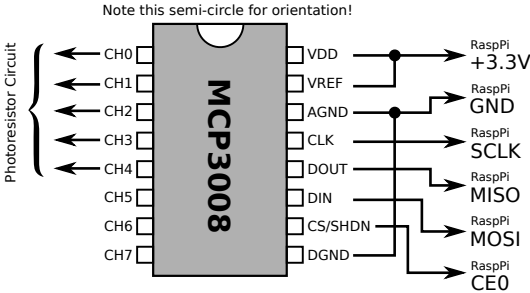 Note this semi-circle for orientation!
Photoresistor Circuit
CH0
CH1
CH2
CH3
CH4
CH5
CH6
CH7
MCP3008
VDD
VREF
AGND
CLK
DOUT
DIN
CS/SHDN
DGND
RaspPi
+3.3V
RaspPi
GND
RaspPi
SCLK
RaspPi
MISO
RaspPi
MOSI
RaspPi
CE0